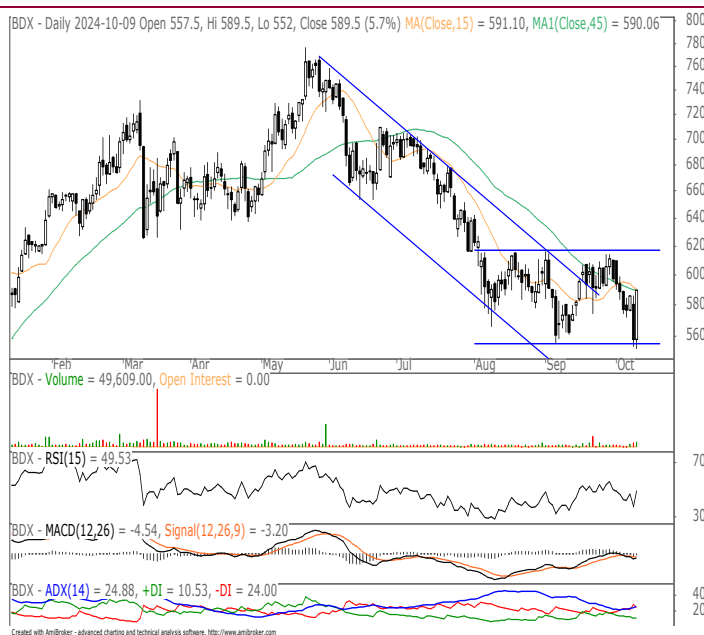 BDX - Daily 2024-10-09 Open 557.5, Hi 589.5, Lo 552, Close 589.5 (5.7%) MA(Close,15) = 591.10, MA1(Close,45) = 590.06
800
780
760
740
720
700
680
660
640
620
600
580
560
'Feb 'Mar 'Apr 'May 'Jun 'Jul 'Aug 'Sep 'Oct
BDX - Volume = 49,609.00, Open Interest = 0.00
BDX - RSI(15) = 49.53
70
30
BDX - MACD(12,26) = -4.54, Signal(12,26,9) = -3.20
BDX - ADX(14) = 24.88, +DI = 10.53, -DI = 24.00
40
20
Created with AmiBroker - advanced charting and technical analysis software. http://www.amibroker.com